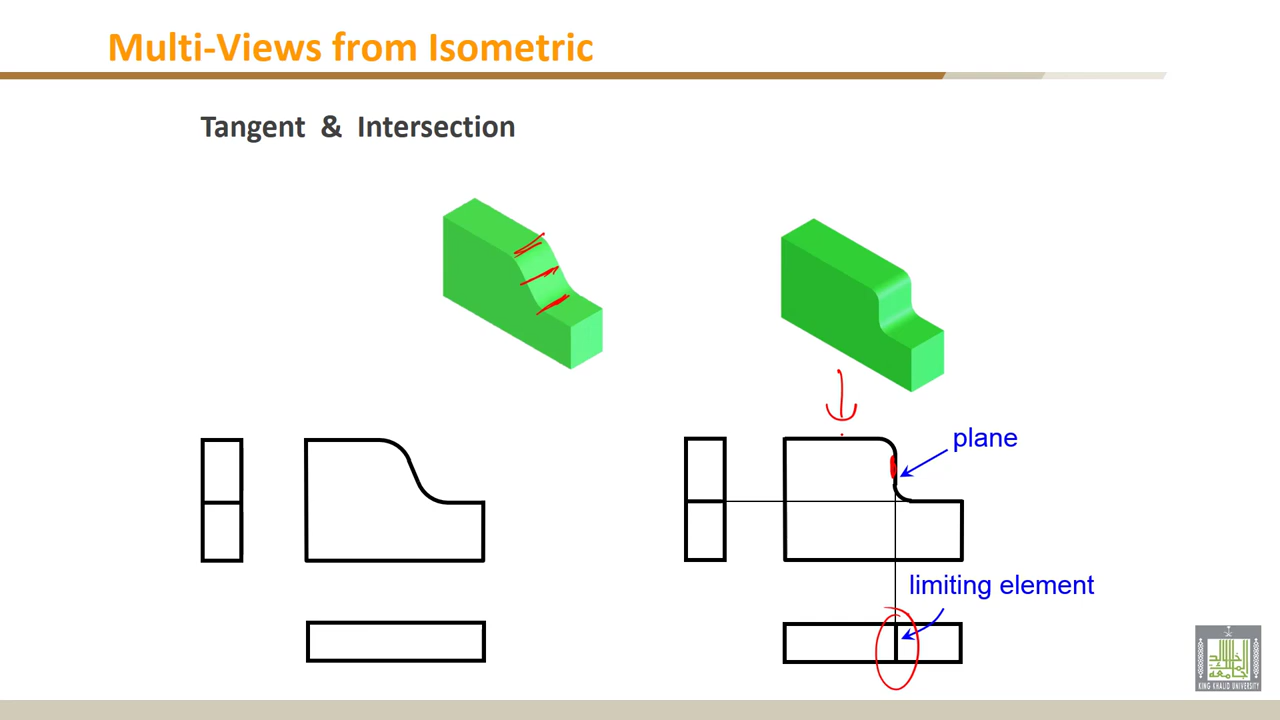 Multi-Views from Isometric
Tangent & Intersection
plane
limiting element
KING KHALID UNIVERSITY